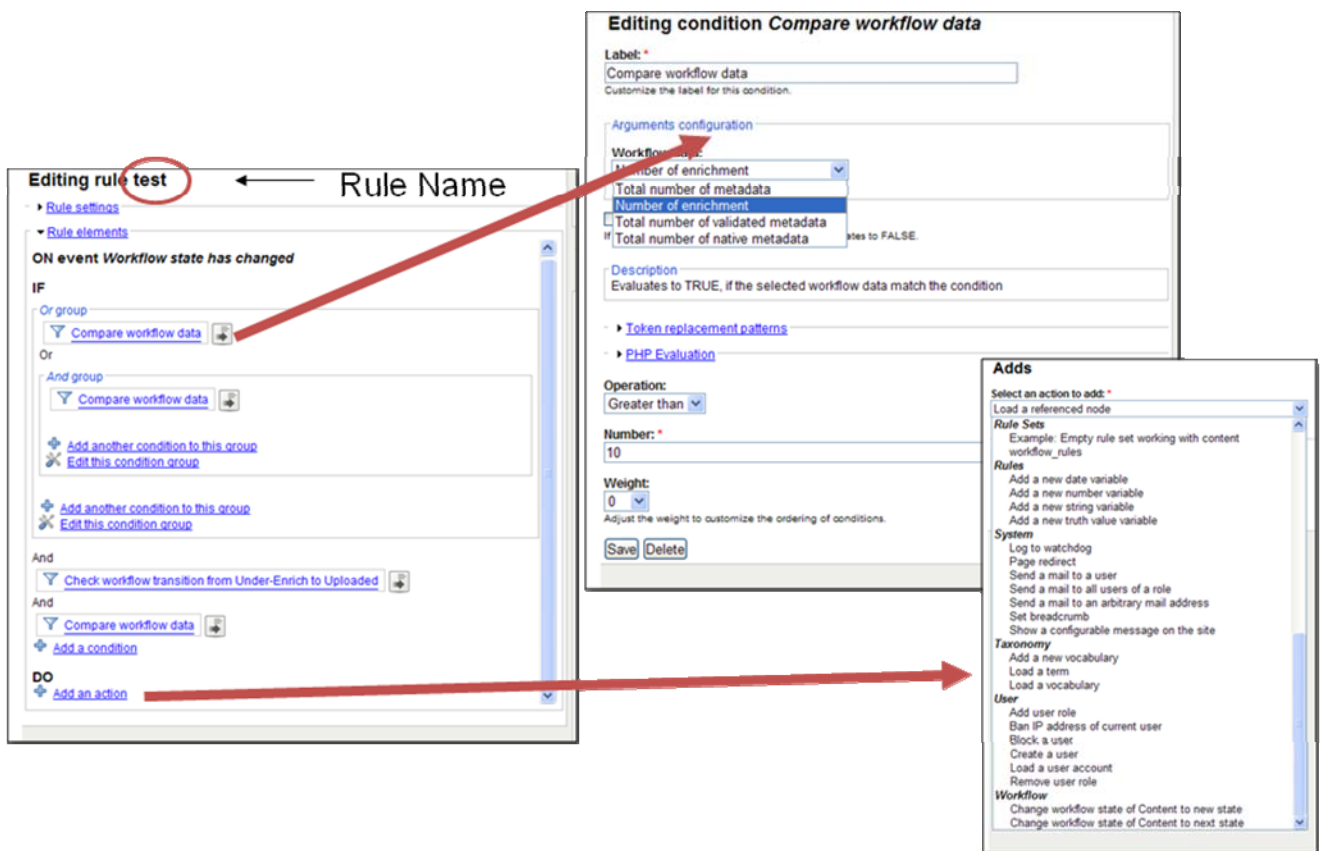 Editing rule test
Rule Name
Rule settings
Rule elements
ON event Workflow state has changed
IF
Or group
Compare workflow data
Or
And group
Compare workflow data
Add another condition to this group
Edit this condition group
Add another condition to this group
Edit this condition group
And
Check workflow transition from Under-Enrich to Uploaded
And
Compare workflow data
Add a condition
DO
Add an action
Editing condition Compare workflow data
Label: *
Compare workflow data
Customize the label for this condition.
Arguments configuration
Number of enrichment
Total number of metadata
Number of enrichment
Total number of validated metadata
Total number of native metadata
If
to FALSE.
Description
Evaluates to TRUE, if the selected workflow data match the condition
Token replacement patterns
PHP Evaluation
Operation:
Greater than
Number: *
10
Weight:
0
Adjust the weight to customize the ordering of conditions.
Save Delete
Adds
Select an action to add: *
Load a referenced node
Rule Sets
Example: Empty rule set working with content
workflow_rules
Rules
Add a new date variable
Add a new number variable
Add a new string variable
Add a new truth value variable
System
Log to watchdog
Page redirect
Send a mail to a user
Send a mail to all users of a role
Send a mail to an arbitrary mail address
Set breadcrumb
Show a configurable message on the site
Taxonomy
Add a new vocabulary
Load a term
Load a vocabulary
User
Add user role
Ban IP address of current user
Block a user
Create a user
Load a user account
Remove user role
Workflow
Change workflow state of Content to new state
Change workflow state of Content to next state